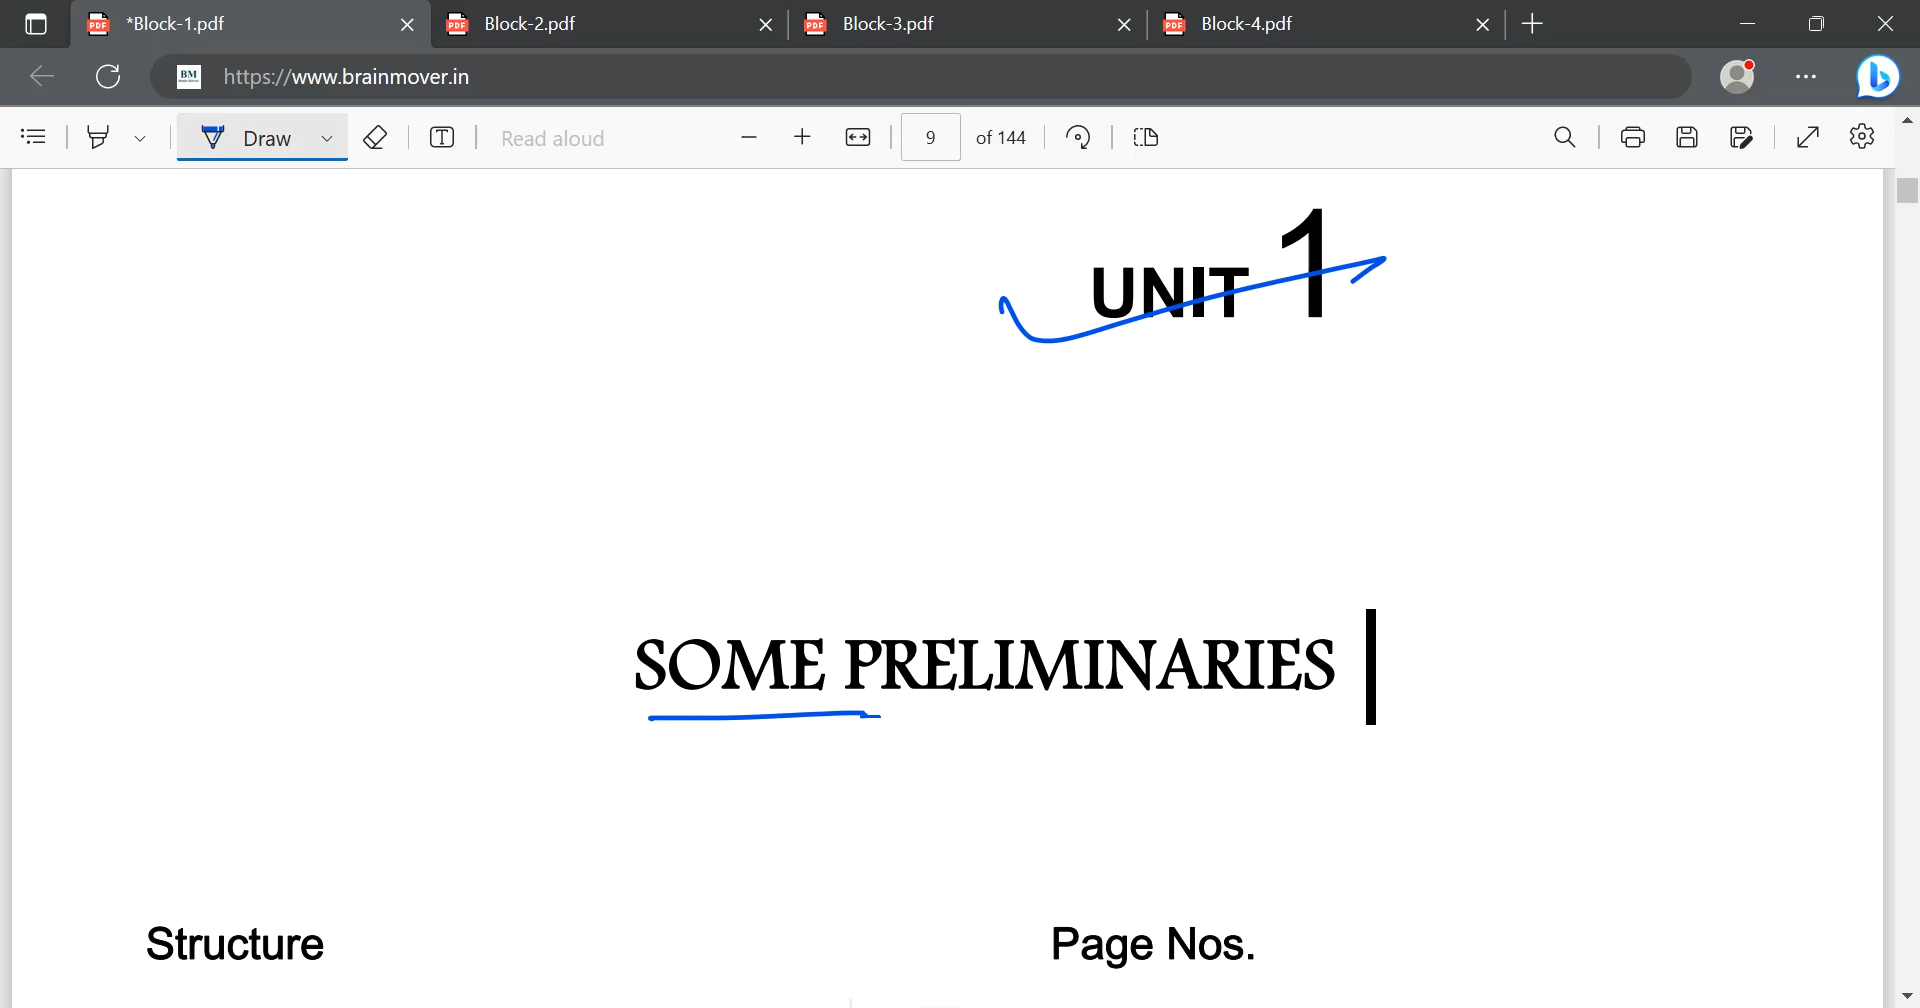 *Block-1.pdf
Block-2.pdf
Block-3.pdf
Block-4.pdf
BM
https://www.brainmover.in
Draw
Read aloud
9 of 144
UNIT 1
SOME PRELIMINARIES
Structure
Page Nos.